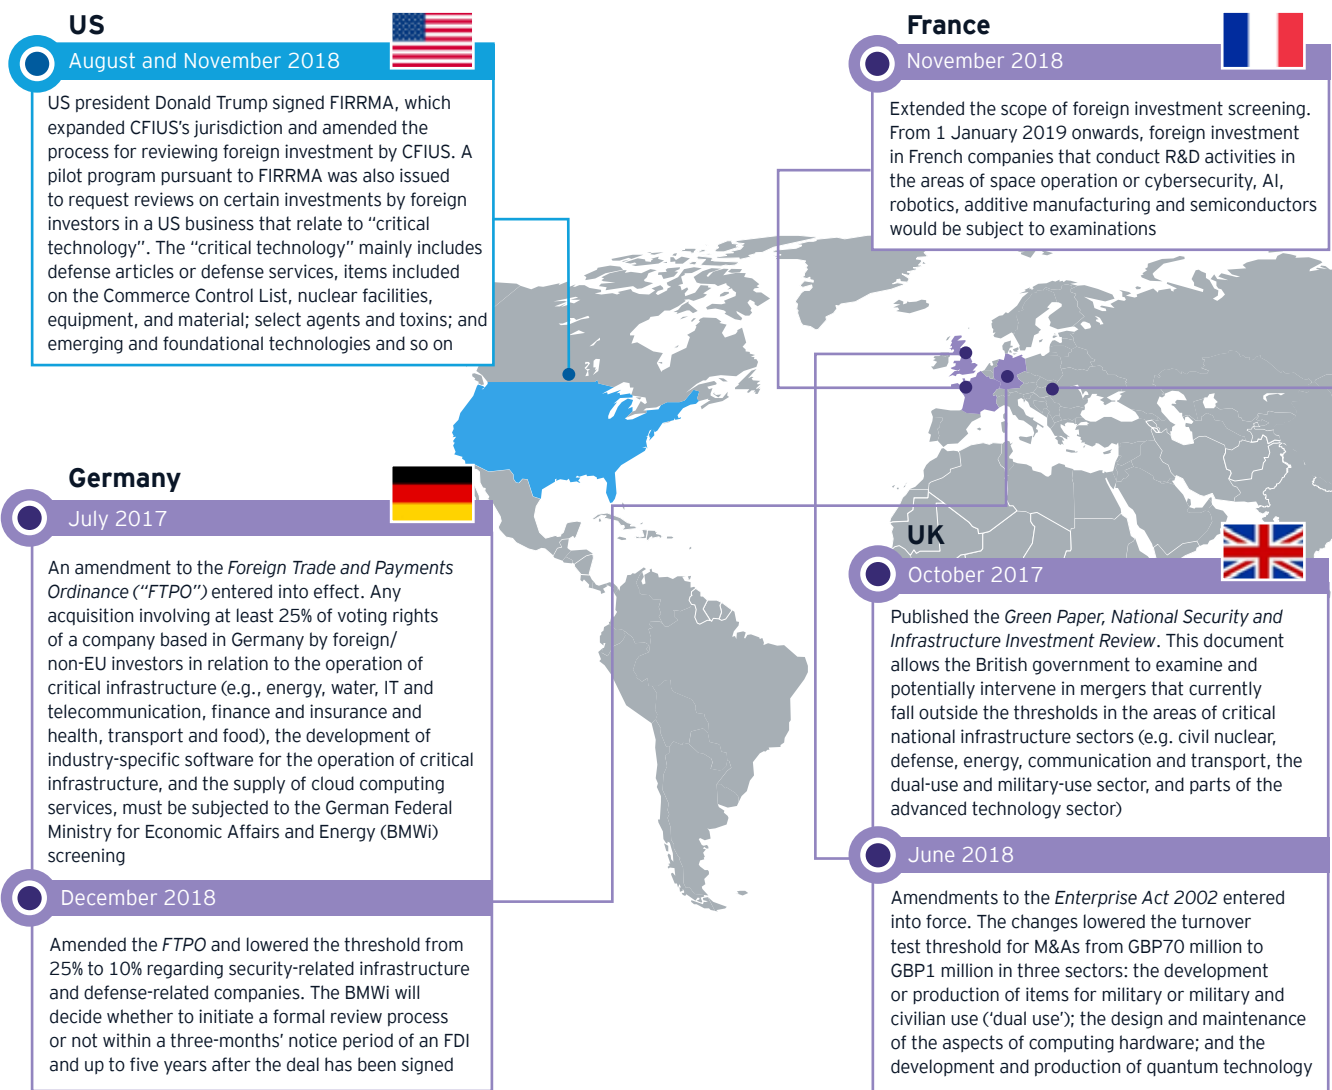 US
August and November 2018
US president Donald Trump signed FIRRMA, which
expanded CFIUS's jurisdiction and amended the
process for reviewing foreign investment by CFIUS. A
pilot program pursuant to FIRRMA was also issued
to request reviews on certain investments by foreign
investors in a US business that relate to “critical
technology”. The “critical technology” mainly includes
defense articles or defense services, items included
on the Commerce Control List, nuclear facilities,
equipment, and material; select agents and toxins; and
emerging and foundational technologies and so on
France
November 2018
Extended the scope of foreign investment screening.
From 1 January 2019 onwards, foreign investment
in French companies that conduct R&D activities in
the areas of space operation or cybersecurity, AI,
robotics, additive manufacturing and semiconductors
would be subject to examinations
Germany
July 2017
An amendment to the Foreign Trade and Payments
Ordinance (“FTPO”) entered into effect. Any
acquisition involving at least 25% of voting rights
of a company based in Germany by foreign/
non-EU investors in relation to the operation of
critical infrastructure (e.g., energy, water, IT and
telecommunication, finance and insurance and
health, transport and food), the development of
industry-specific software for the operation of critical
infrastructure, and the supply of cloud computing
services, must be subjected to the German Federal
Ministry for Economic Affairs and Energy (BMWi)
screening
December 2018
Amended the FTPO and lowered the threshold from
25% to 10% regarding security-related infrastructure
and defense-related companies. The BMWi will
decide whether to initiate a formal review process
or not within a three-months' notice period of an FDI
and up to five years after the deal has been signed
UK
October 2017
Published the Green Paper, National Security and
Infrastructure Investment Review. This document
allows the British government to examine and
potentially intervene in mergers that currently
fall outside the thresholds in the areas of critical
national infrastructure sectors (e.g. civil nuclear,
defense, energy, communication and transport, the
dual-use and military-use sector, and parts of the
advanced technology sector)
June 2018
Amendments to the Enterprise Act 2002 entered
into force. The changes lowered the turnover
test threshold for M&As from GBP70 million to
GBP1 million in three sectors: the development
or production of items for military or military and
civilian use (‘dual use’); the design and maintenance
of the aspects of computing hardware; and the
development and production of quantum technology